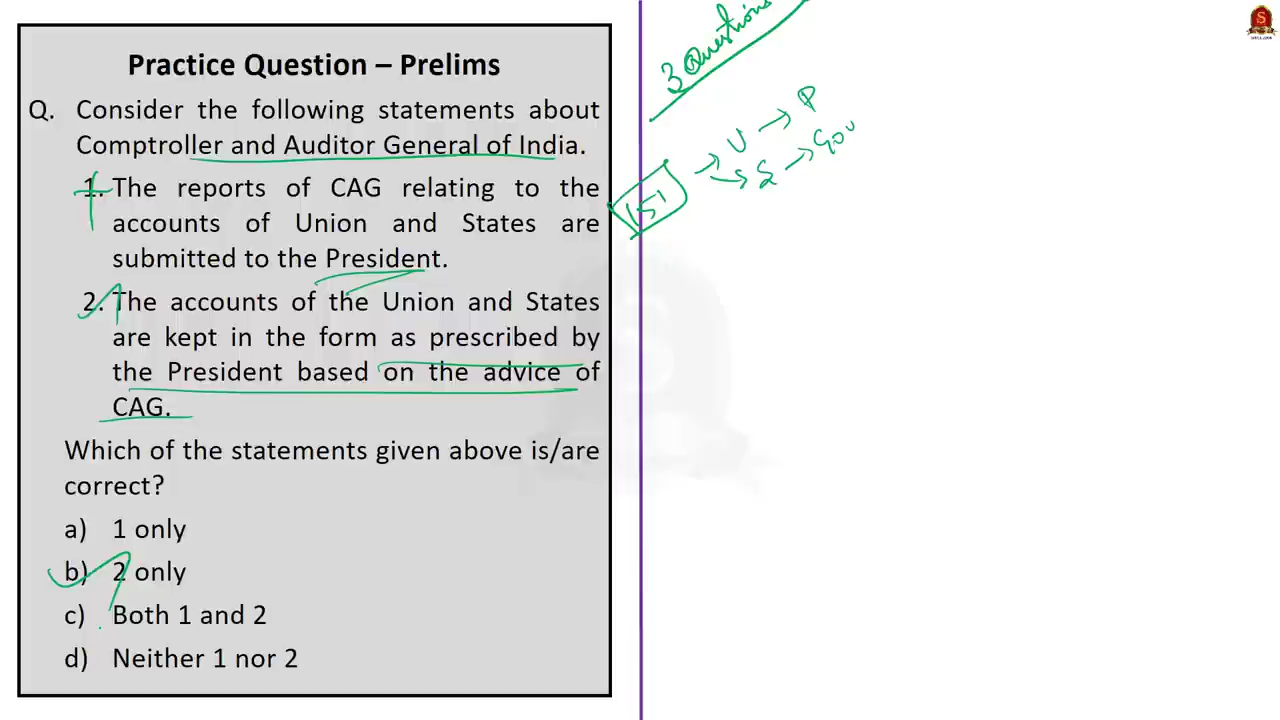 Practice Question – Prelims
Q. Consider the following statements about
Comptroller and Auditor General of India.
1. The reports of CAG relating to the
accounts of Union and States are
submitted to the President.
2. The accounts of the Union and States
are kept in the form as prescribed by
the President based on the advice of
CAG.
Which of the statements given above is/are
correct?
a) 1 only
b) 2 only
c) Both 1 and 2
d) Neither 1 nor 2
3 Questions
151 → U → P
→ S → Gov